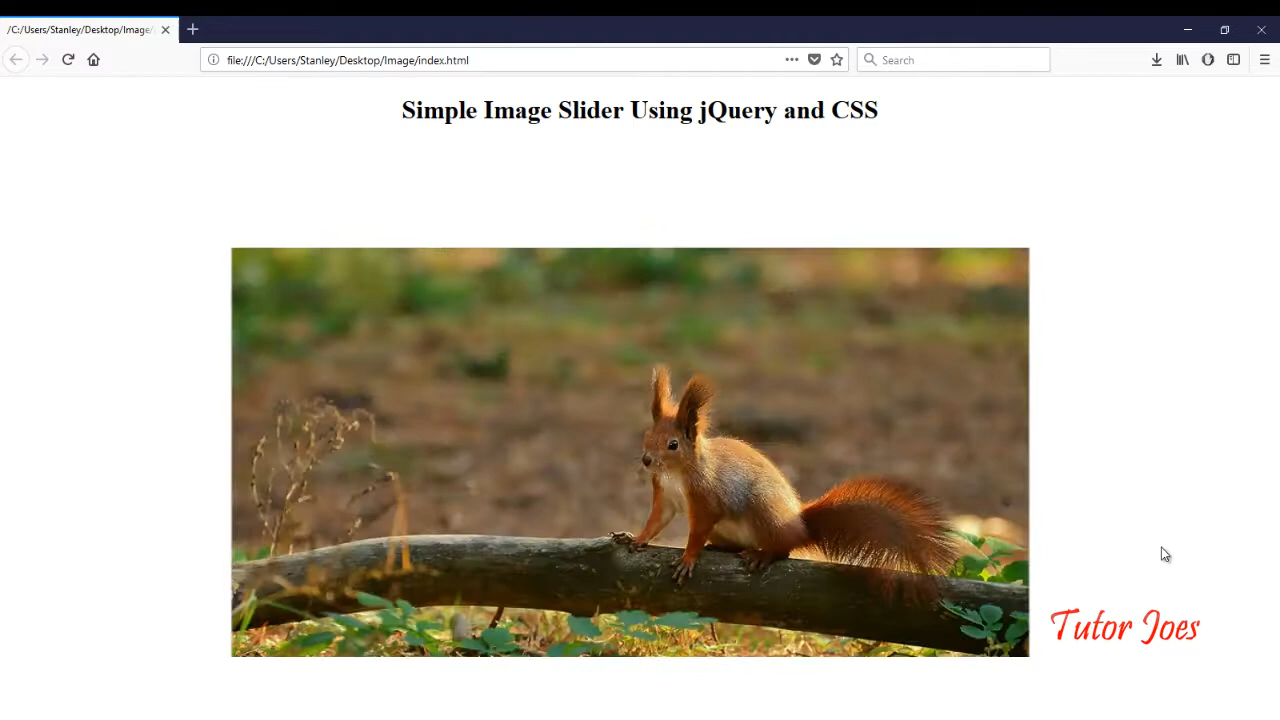 /C:/Users/Stanley/Desktop/Image/
file:///C:/Users/Stanley/Desktop/Image/index.html
Search
Simple Image Slider Using jQuery and CSS
Tutor Joes